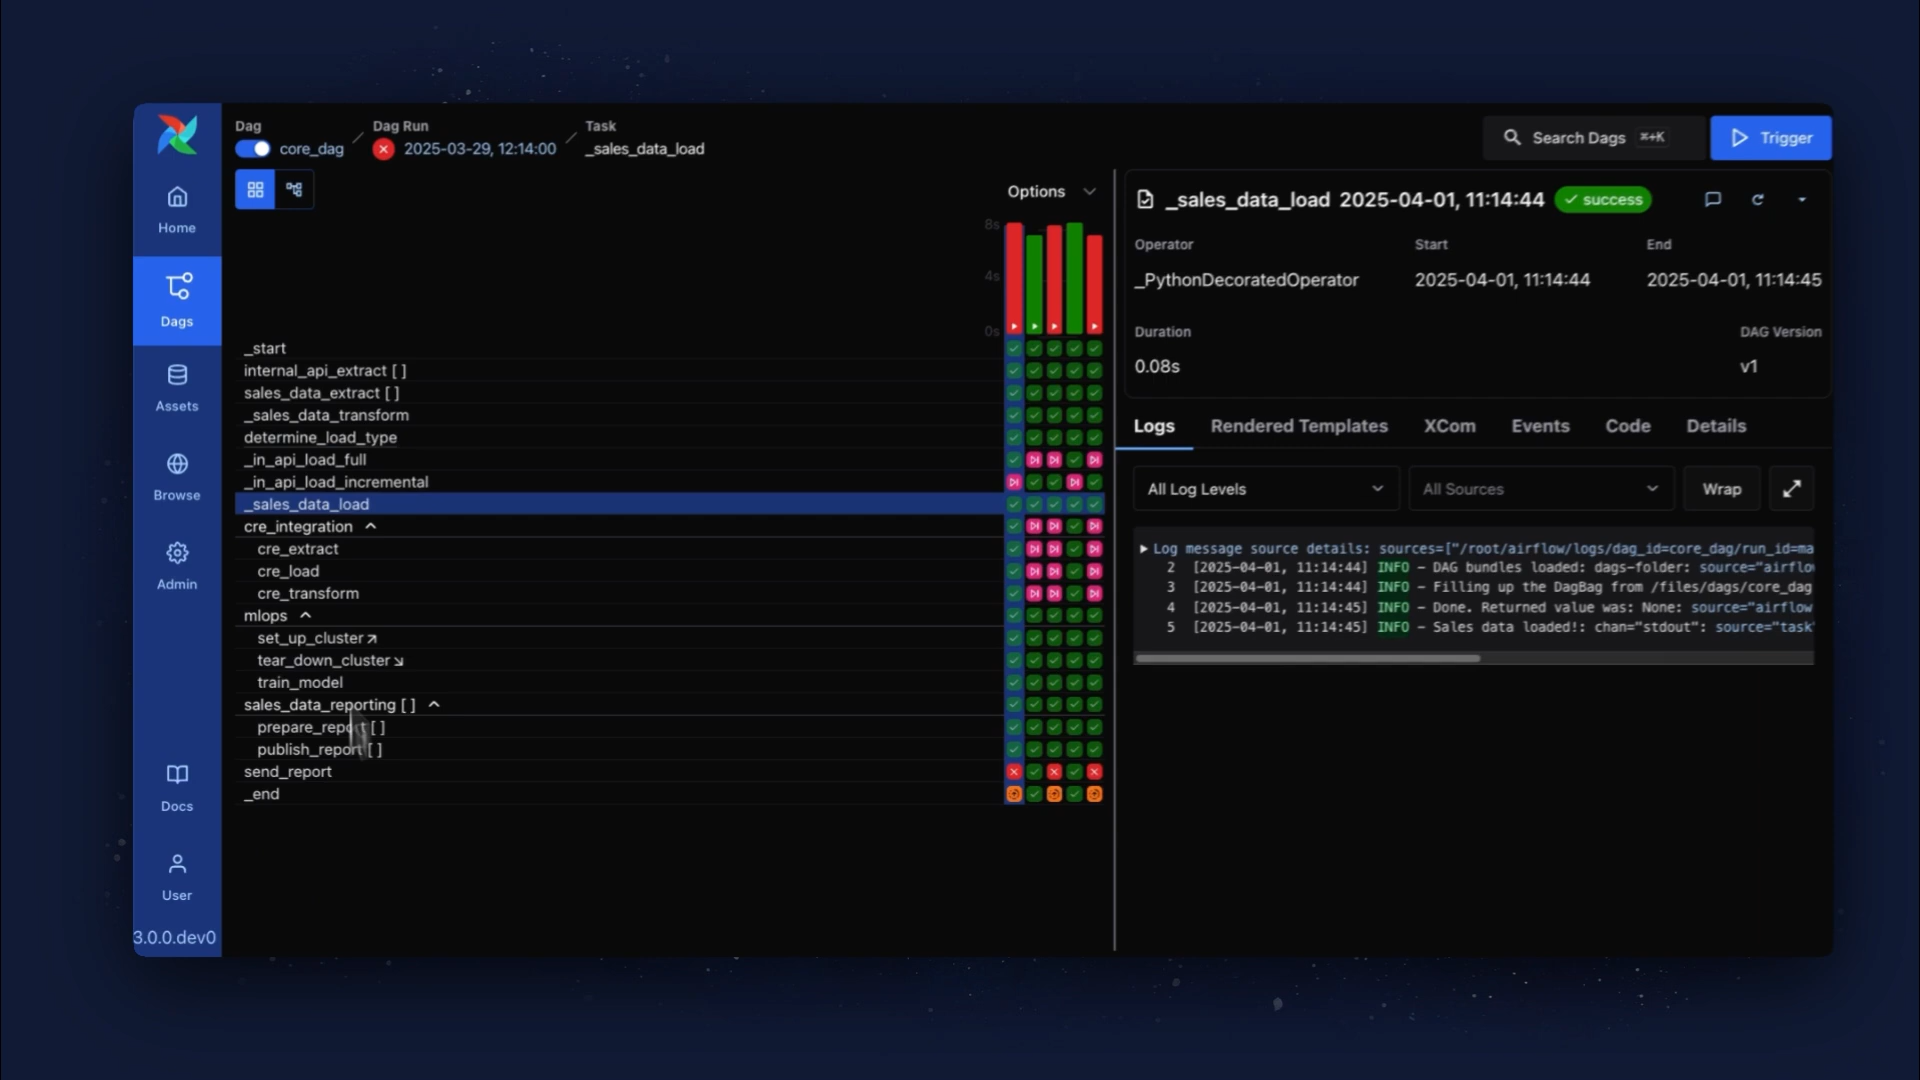 Dag
core_dag
Dag Run
2025-03-29, 12:14:00
Task
_sales_data_load
Search Dags ⌘+K
Trigger
Home
Dags
Assets
Browse
Admin
Docs
User
3.0.0.dev0
Options
8s
4s
0s
_start
internal_api_extract [ ]
sales_data_extract [ ]
_sales_data_transform
determine_load_type
_in_api_load_full
_in_api_load_incremental
_sales_data_load
cre_integration
cre_extract
cre_load
cre_transform
mlops
set_up_cluster
tear_down_cluster
train_model
sales_data_reporting [ ]
prepare_report [ ]
publish_report [ ]
send_report
_end
_sales_data_load 2025-04-01, 11:14:44 success
Operator Start End
_PythonDecoratedOperator 2025-04-01, 11:14:44 2025-04-01, 11:14:45
Duration DAG Version
0.08s v1
Logs Rendered Templates XCom Events Code Details
All Log Levels All Sources Wrap
Log message source details: sources=["/root/airflow/logs/dag_id=core_dag/run_id=ma
2 [2025-04-01, 11:14:44] INFO - DAG bundles loaded: dags-folder: source="airflo
3 [2025-04-01, 11:14:44] INFO - Filling up the DagBag from /files/dags/core_dag
4 [2025-04-01, 11:14:45] INFO - Done. Returned value was: None: source="airflow
5 [2025-04-01, 11:14:45] INFO - Sales data loaded!: chan="stdout": source="task"